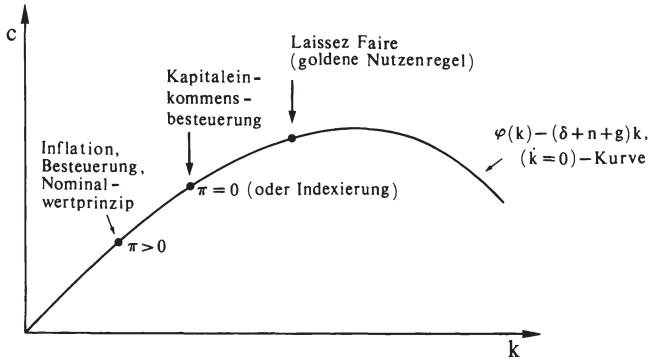 c
Laissez Faire
(goldene Nutzenregel)
Kapitalein-
kommens-
besteuerung
φ(k)−(δ+n+g)k,
(k̇=0)−Kurve
Inflation,
Besteuerung,
Nominal-
wertprinzip
π=0 (oder Indexierung)
π>0
k